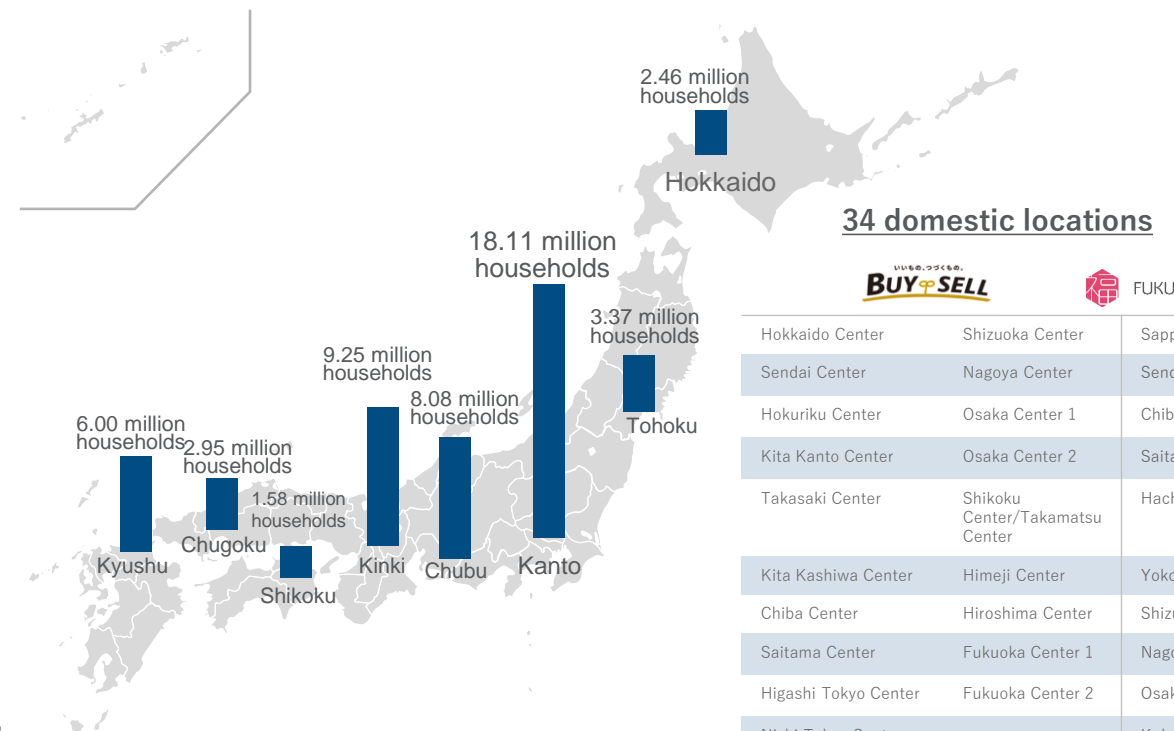 2.46 million
households
Hokkaido
18.11 million
households
3.37 million
households
Tohoku
9.25 million
households
8.08 million
households
6.00 million
households
2.95 million
households
1.58 million
households
Chugoku
Kyushu
Shikoku
Kinki
Chubu
Kanto
34 domestic locations
いいもの、つづくもの。
BUY SELL
福 FUKU
Hokkaido Center Shizuoka Center
Sendai Center Nagoya Center
Hokuriku Center Osaka Center 1
Kita Kanto Center Osaka Center 2
Takasaki Center Shikoku
Center/Takamatsu
Center
Kita Kashiwa Center Himeji Center
Chiba Center Hiroshima Center
Saitama Center Fukuoka Center 1
Higashi Tokyo Center Fukuoka Center 2